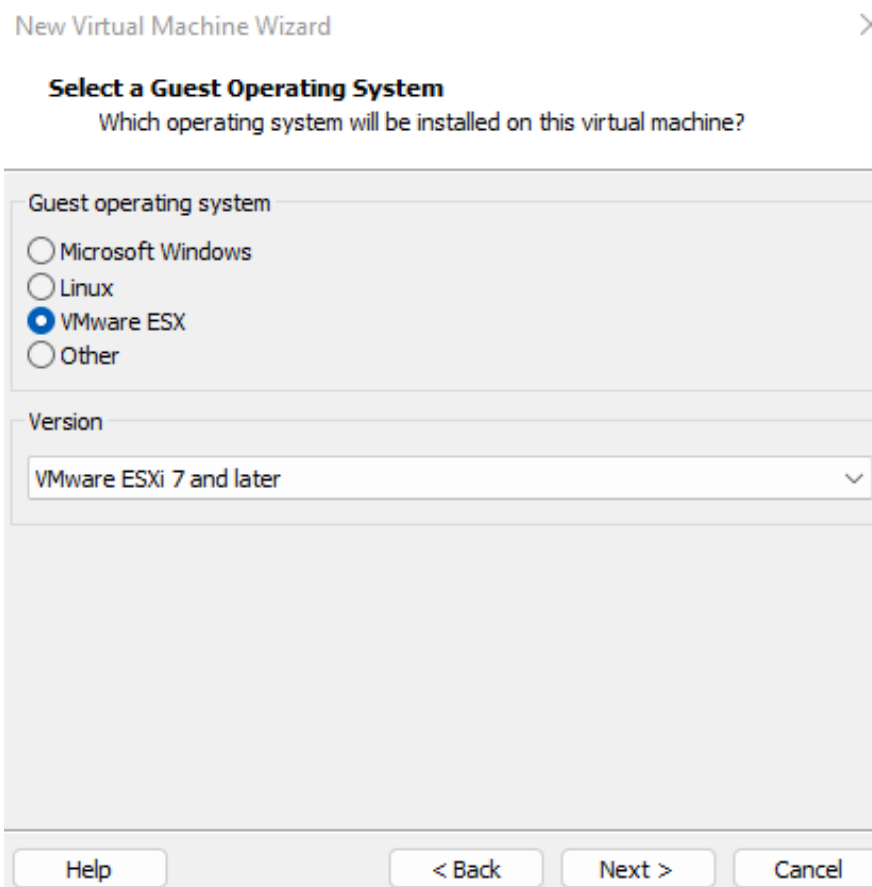 New Virtual Machine Wizard
Select a Guest Operating System
Which operating system will be installed on this virtual machine?
Guest operating system
Microsoft Windows
Linux
VMware ESX
Other
Version
VMware ESXi 7 and later
Help
< Back
Next >
Cancel